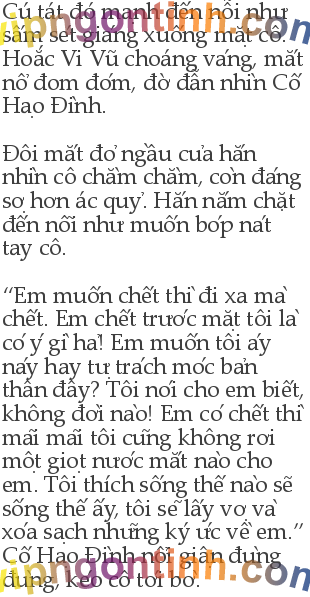 Cú tát đó mạnh đến nỗi như
sấm sét giáng xuống mặt cô.
Hoắc Vi Vũ choáng váng, mắt
nổ đom đóm, đờ đẫn nhìn Cố
Hạo Đình.
Đôi mắt đỏ ngầu của hắn
nhìn cô chằm chằm, còn đáng
sợ hơn ác quỷ. Hắn nắm chặt
đến nỗi như muốn bóp nát
tay cô.
“Em muốn chết thì đi xa mà
chết. Em chết trước mặt tôi là
có ý gì hả! Em muốn tôi áy
náy hay tự trách móc bản
thân đây? Tôi nói cho em biết,
không đời nào! Em có chết thì
mãi mãi tôi cũng không rơi
một giọt nước mắt nào cho
em. Tôi thích sống thế nào sẽ
sống thế ấy, tôi sẽ lấy vợ và
xóa sạch những ký ức về em.”
Cố Hạo Đình nổi giận đùng
đùng, kéo cô tới bờ.
vipngontinh.com
vipngontinh.com